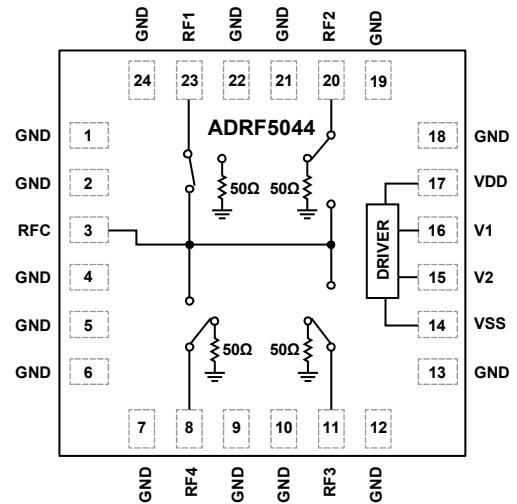 GND RF1 GND GND RF2 GND
24 23 22 21 20 19
ADRF5044
GND 1
GND 2
RFC 3
GND 4
GND 5
GND 6
50Ω 50Ω
50Ω 50Ω
DRIVER
18 GND
17 VDD
16 V1
15 V2
14 VSS
13 GND
7 8 9 10 11 12
GND RF4 GND GND RF3 GND